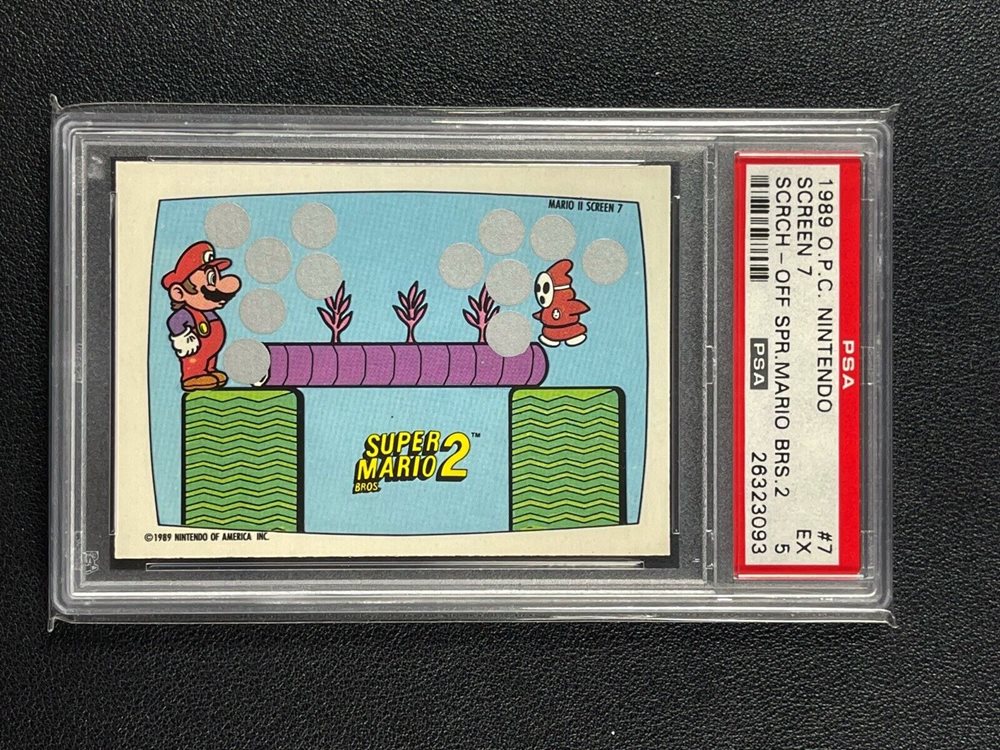 MARIO II SCREEN 7
SUPER
MARIO 2™
BROS.
©1989 NINTENDO OF AMERICA INC.
PSA
1989 O.P.C. NINTENDO #7
SCREEN 7 EX
SCRCH - OFF SPR.MARIO BRS.2 5
PSA 26323093